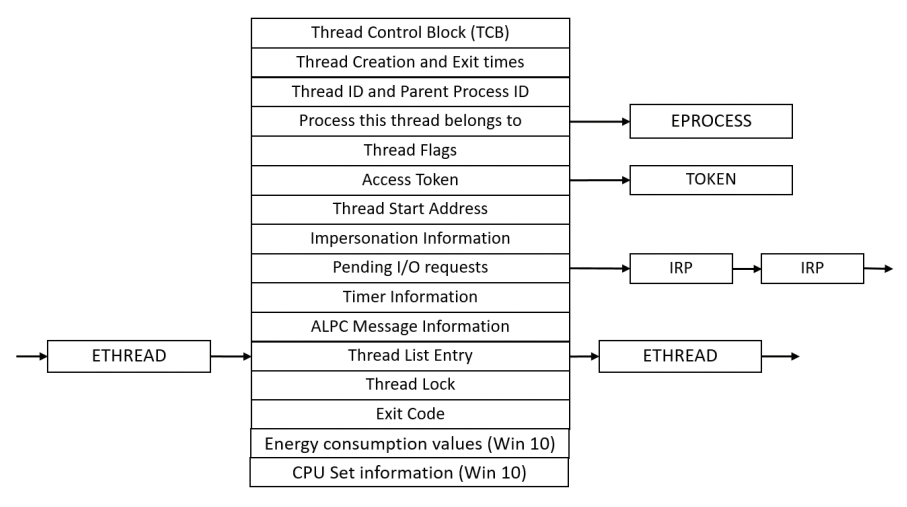 Thread Control Block (TCB)
Thread Creation and Exit times
Thread ID and Parent Process ID
Process this thread belongs to
EPROCESS
Thread Flags
Access Token
TOKEN
Thread Start Address
Impersonation Information
Pending I/O requests
IRP
IRP
Timer Information
ALPC Message Information
ETHREAD
Thread List Entry
ETHREAD
Thread Lock
Exit Code
Energy consumption values (Win 10)
CPU Set information (Win 10)